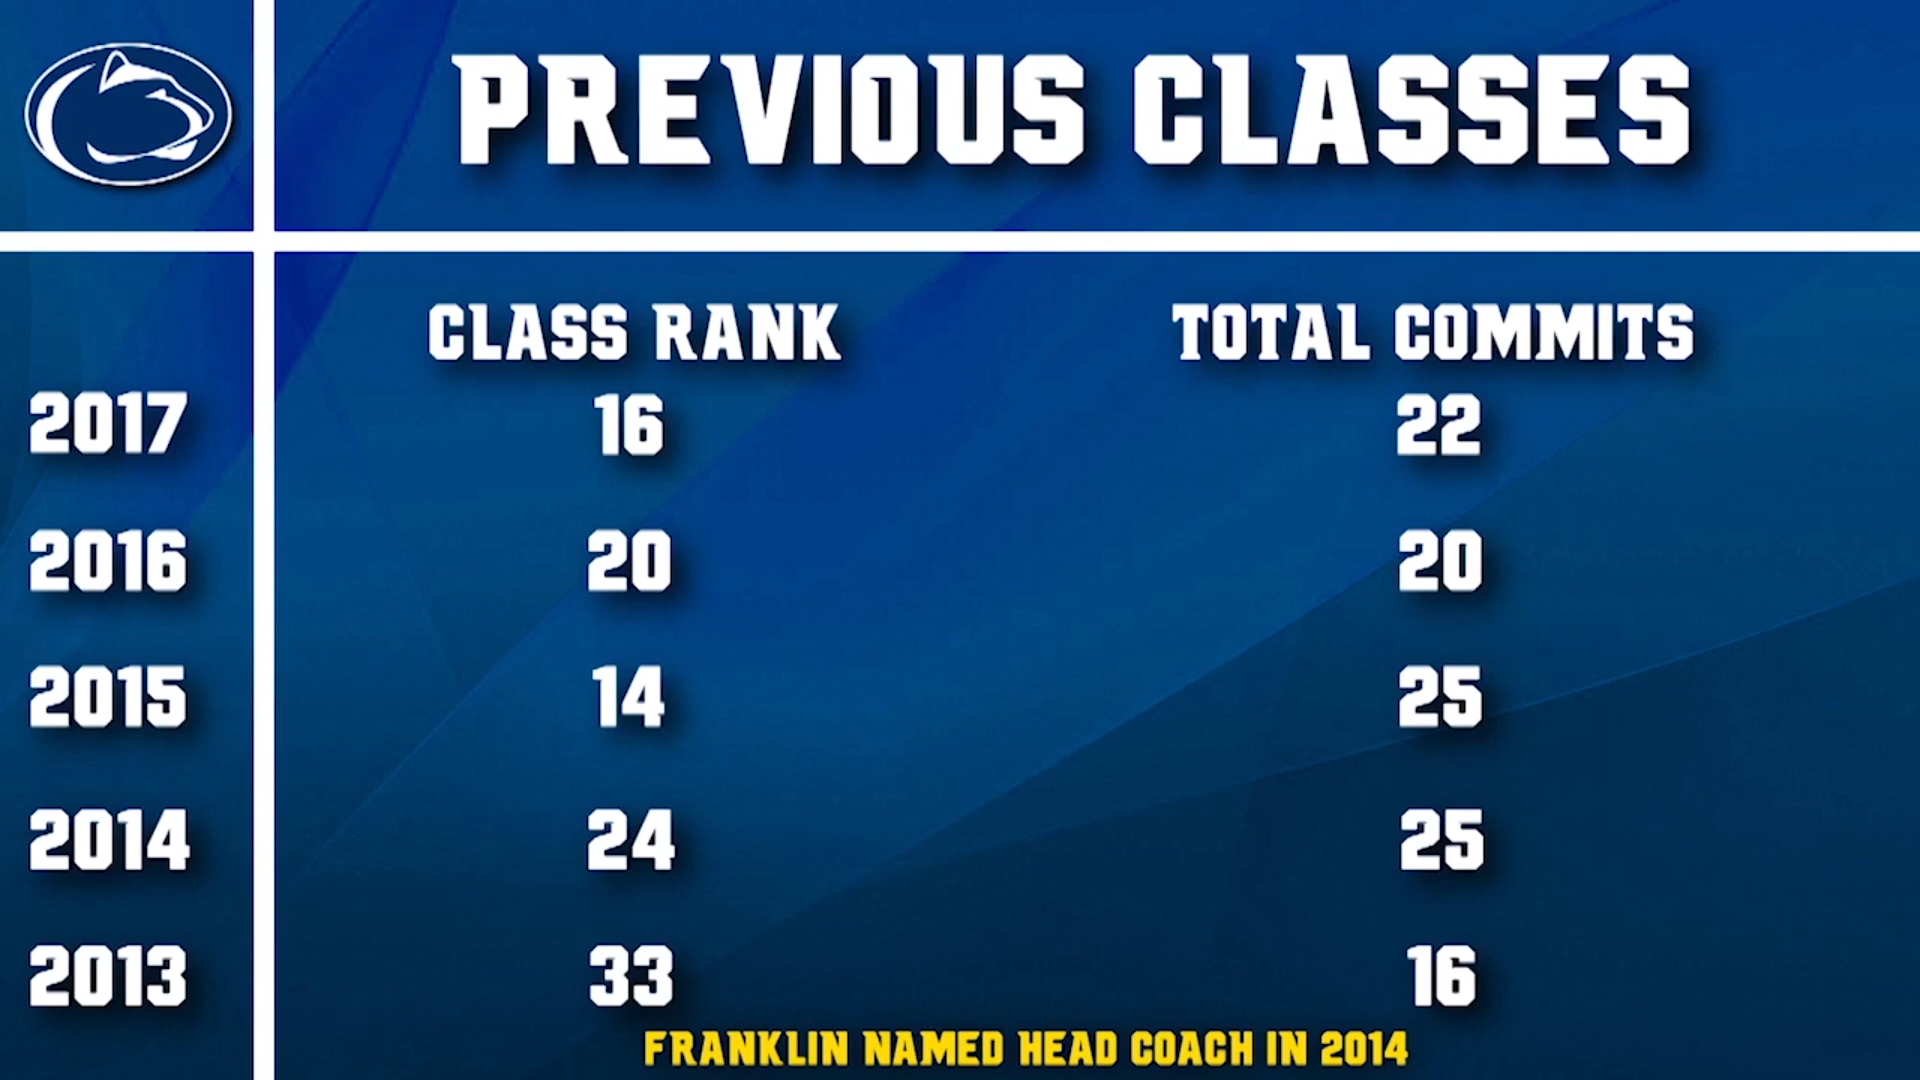 PREVIOUS CLASSES
CLASS RANK TOTAL COMMITS
2017 16 22
2016 20 20
2015 14 25
2014 24 25
2013 33 16
FRANKLIN NAMED HEAD COACH IN 2014